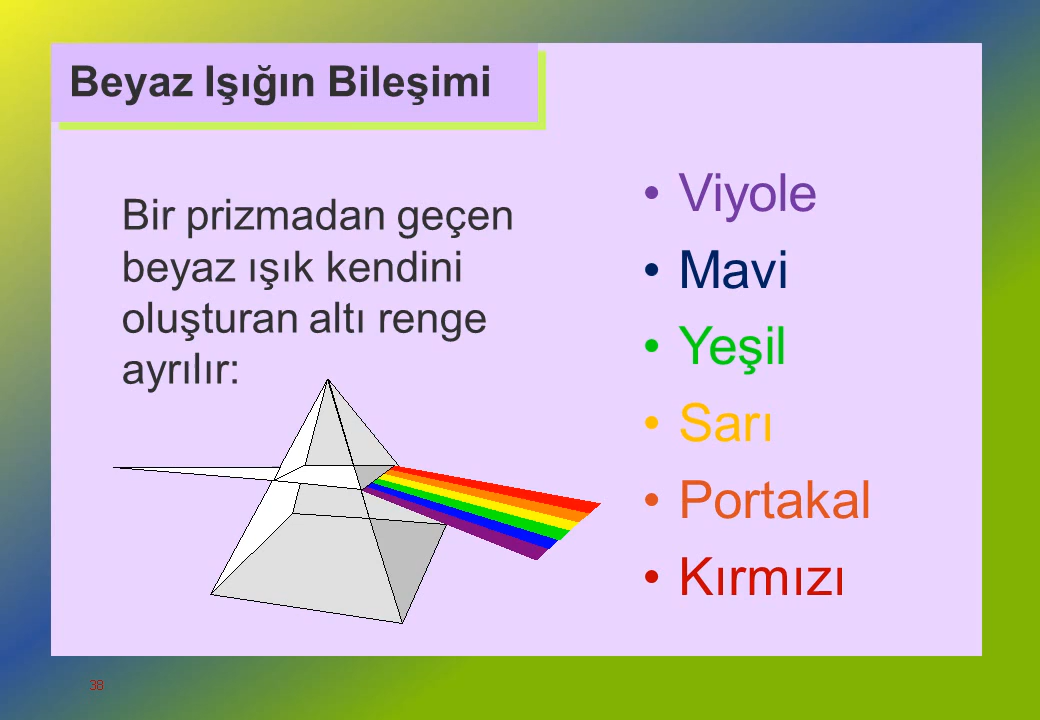 Beyaz Işığın Bileşimi
Bir prizmadan geçen
beyaz ışık kendini
oluşturan altı renge
ayrılır:
• Viyole
• Mavi
• Yeşil
• Sarı
• Portakal
• Kırmızı
38